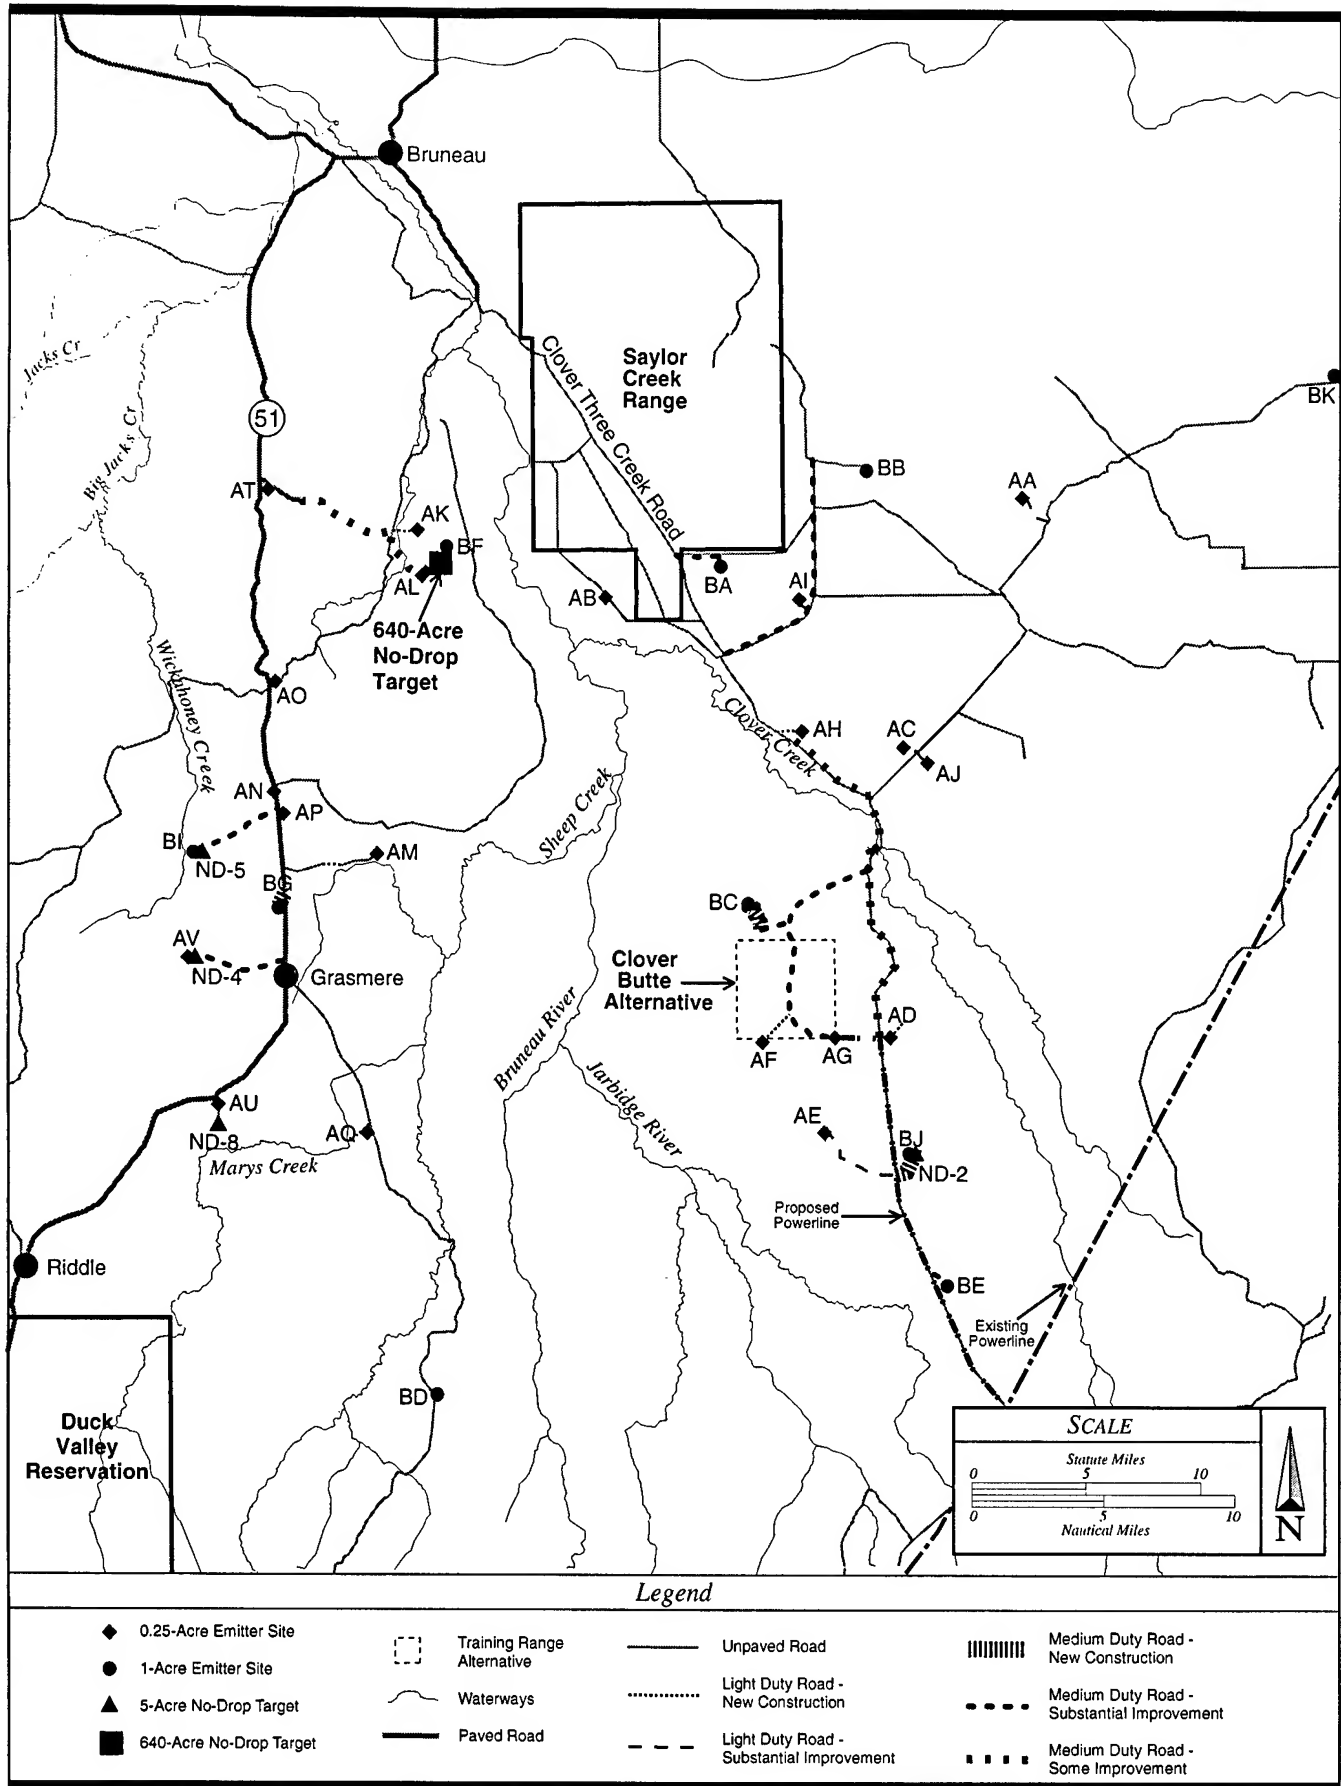 Bruneau
Saylor
Creek
Range
Clover Three Creek Road
Jacks Cr
BK
51
Big Jacks Cr
BB
AA
AT
AK
BF
BA
AI
AL
AB
640-Acre
No-Drop
Target
Wickahoney Creek
AO
Clover Creek
AH
AC
AJ
Sheep Creek
AN
AP
BI
ND-5
AM
BG
BC
AV
ND-4
Grasmere
Clover
Butte
Alternative
Bruneau River
AD
AF
AG
Jarbidge River
AU
ND-8
AQ
AE
BJ
ND-2
Marys Creek
Proposed
Powerline
Riddle
BE
Existing
Powerline
BD
Duck
Valley
Reservation
SCALE
Statute Miles
0 5 10
0 5 10
Nautical Miles
N
Legend
0.25-Acre Emitter Site
1-Acre Emitter Site
5-Acre No-Drop Target
640-Acre No-Drop Target
Training Range
Alternative
Waterways
Paved Road
Unpaved Road
Light Duty Road -
New Construction
Light Duty Road -
Substantial Improvement
Medium Duty Road -
New Construction
Medium Duty Road -
Substantial Improvement
Medium Duty Road -
Some Improvement